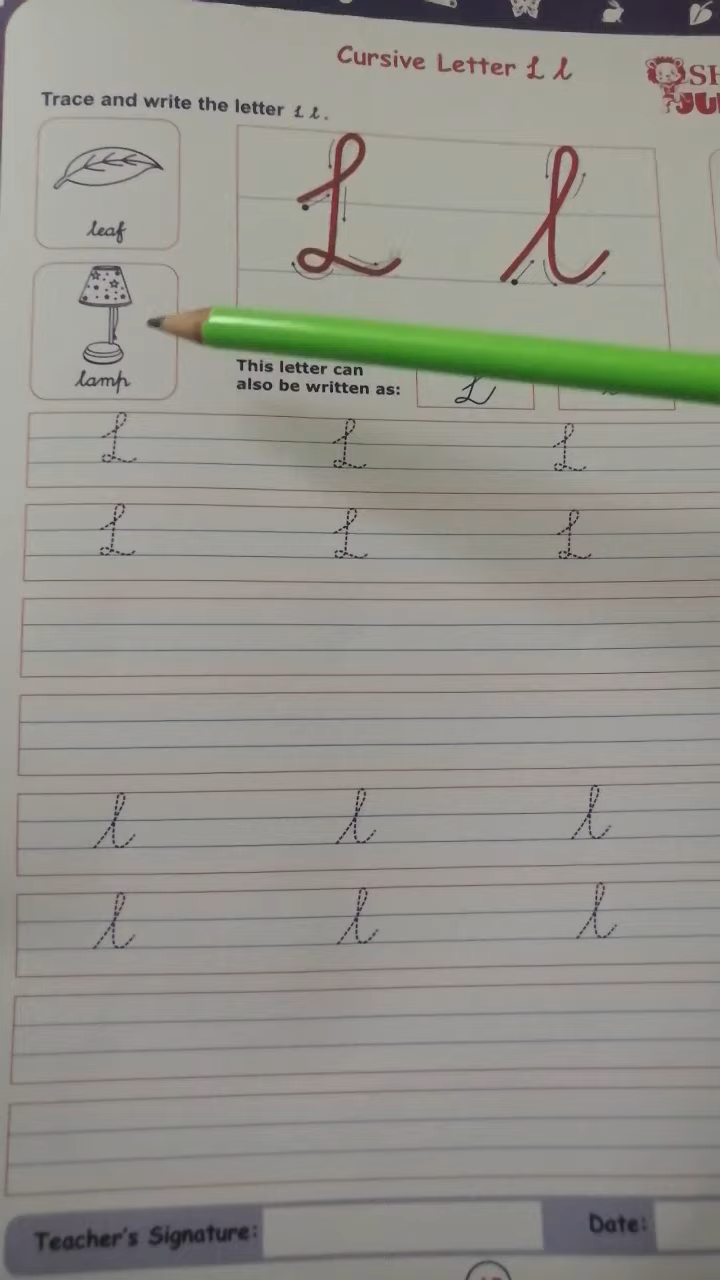 Cursive Letter L l
Trace and write the letter L l.
leaf
L l
lamp
This letter can
also be written as:
L
L L L
L L L
l l l
l l l
Teacher's Signature:
Date: